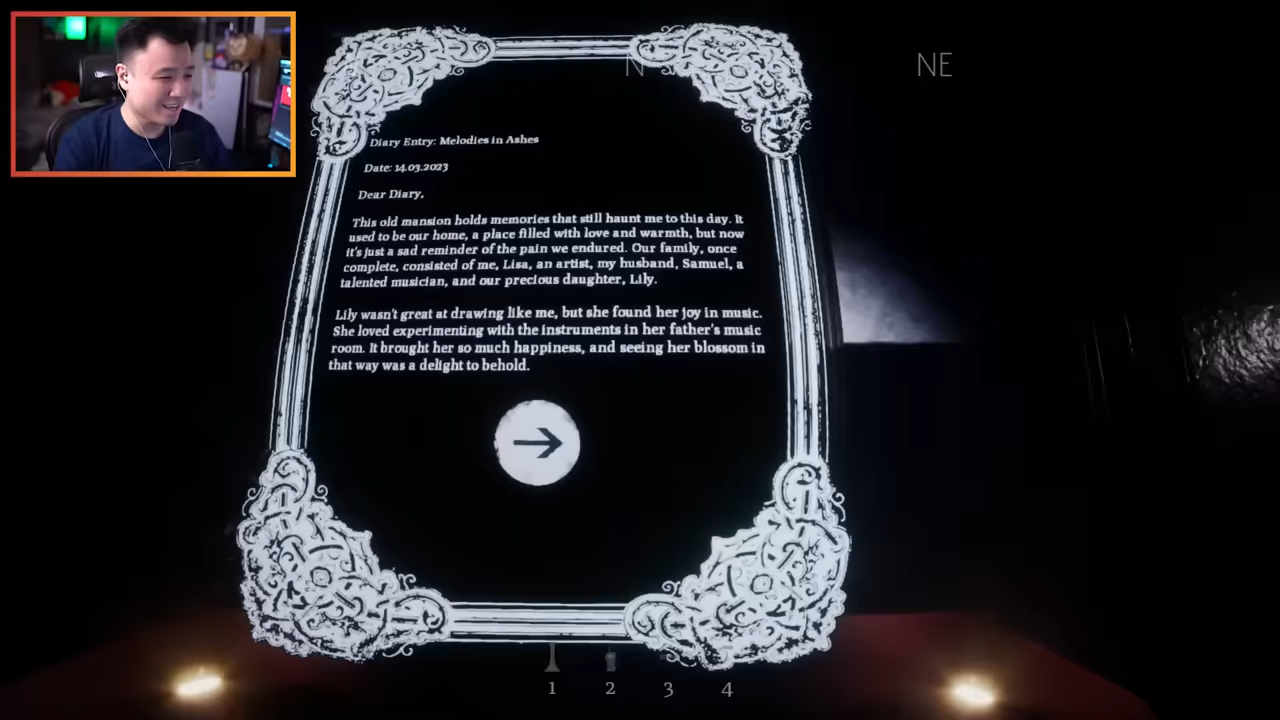 N
NE
Diary Entry: Melodies in Ashes
Date: 14.03.2023
Dear Diary,
This old mansion holds memories that still haunt me to this day. It
used to be our home, a place filled with love and warmth, but now
it's just a sad reminder of the pain we endured. Our family, once
complete, consisted of me, Lisa, an artist, my husband, Samuel, a
talented musician, and our precious daughter, Lily.
Lily wasn't great at drawing like me, but she found her joy in music.
She loved experimenting with the instruments in her father's music
room. It brought her so much happiness, and seeing her blossom in
that way was a delight to behold.
1 2 3 4